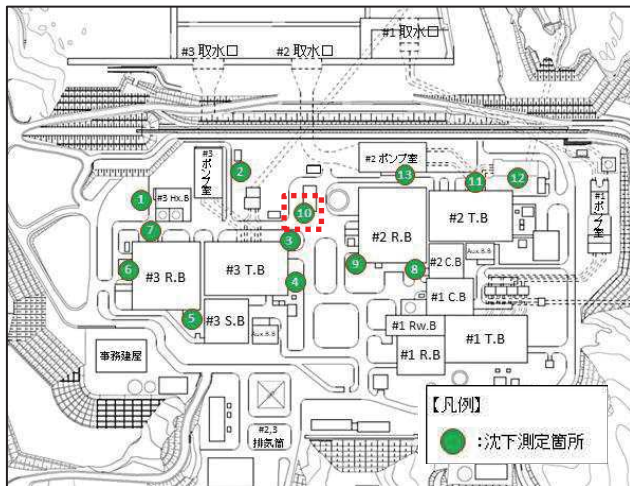 #1 取水口
#3 取水口
#2 取水口
#3
ポンプ室
2
#2 ポンプ室
13
11
12
#1
ポンプ室
1
#3 Hx.B
10
7
3
#2 T.B
#2 R.B
6
#3 R.B
#3 T.B
9
8
#2 C.B
Aux.B.B
4
#1 C.B
5
#3 S.B
Aux.B.B
#1 Rw.B
#1 T.B
#1 R.B
事務建屋
#2,3
排気筒
【凡例】
:沈下測定箇所